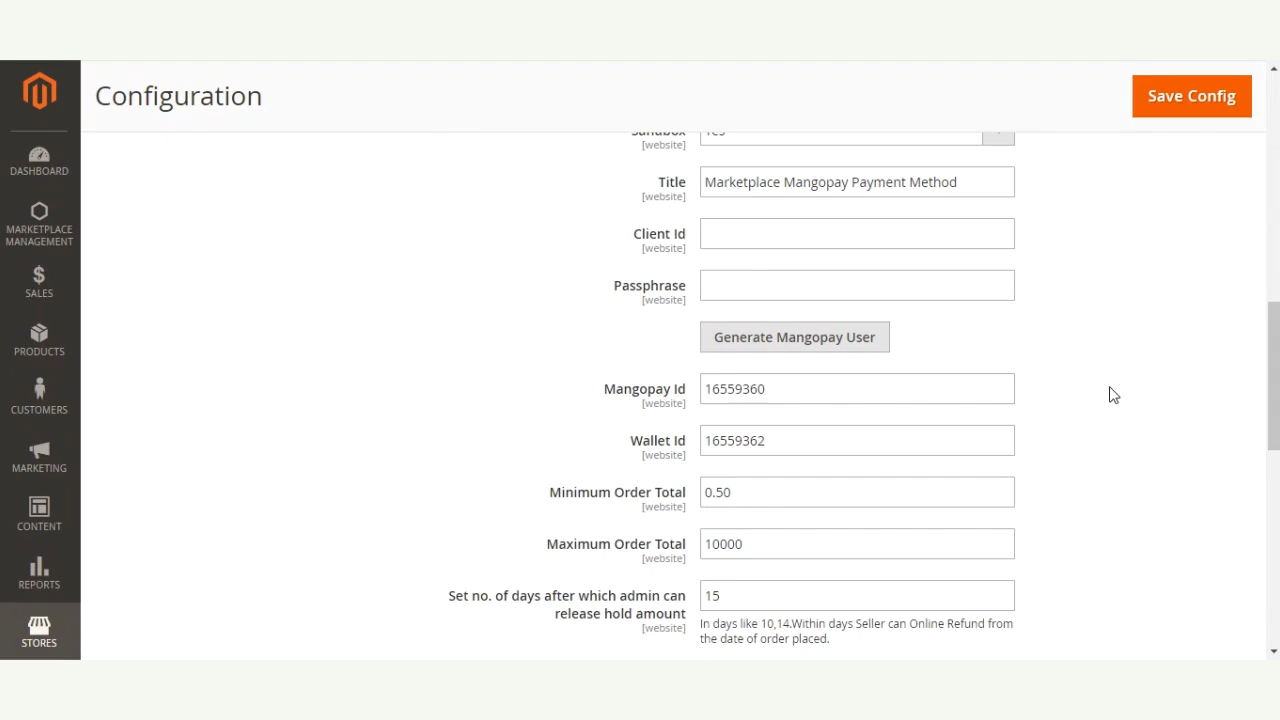 Configuration
Save Config
DASHBOARD
MARKETPLACE
MANAGEMENT
SALES
PRODUCTS
CUSTOMERS
MARKETING
CONTENT
REPORTS
STORES
Sandbox
Yes
[website]
Title
Marketplace Mangopay Payment Method
[website]
Client Id
[website]
Passphrase
[website]
Generate Mangopay User
Mangopay Id
16559360
[website]
Wallet Id
16559362
[website]
Minimum Order Total
0.50
[website]
Maximum Order Total
10000
[website]
Set no. of days after which admin can
release hold amount
15
[website]
In days like 10,14.Within days Seller can Online Refund from
the date of order placed.